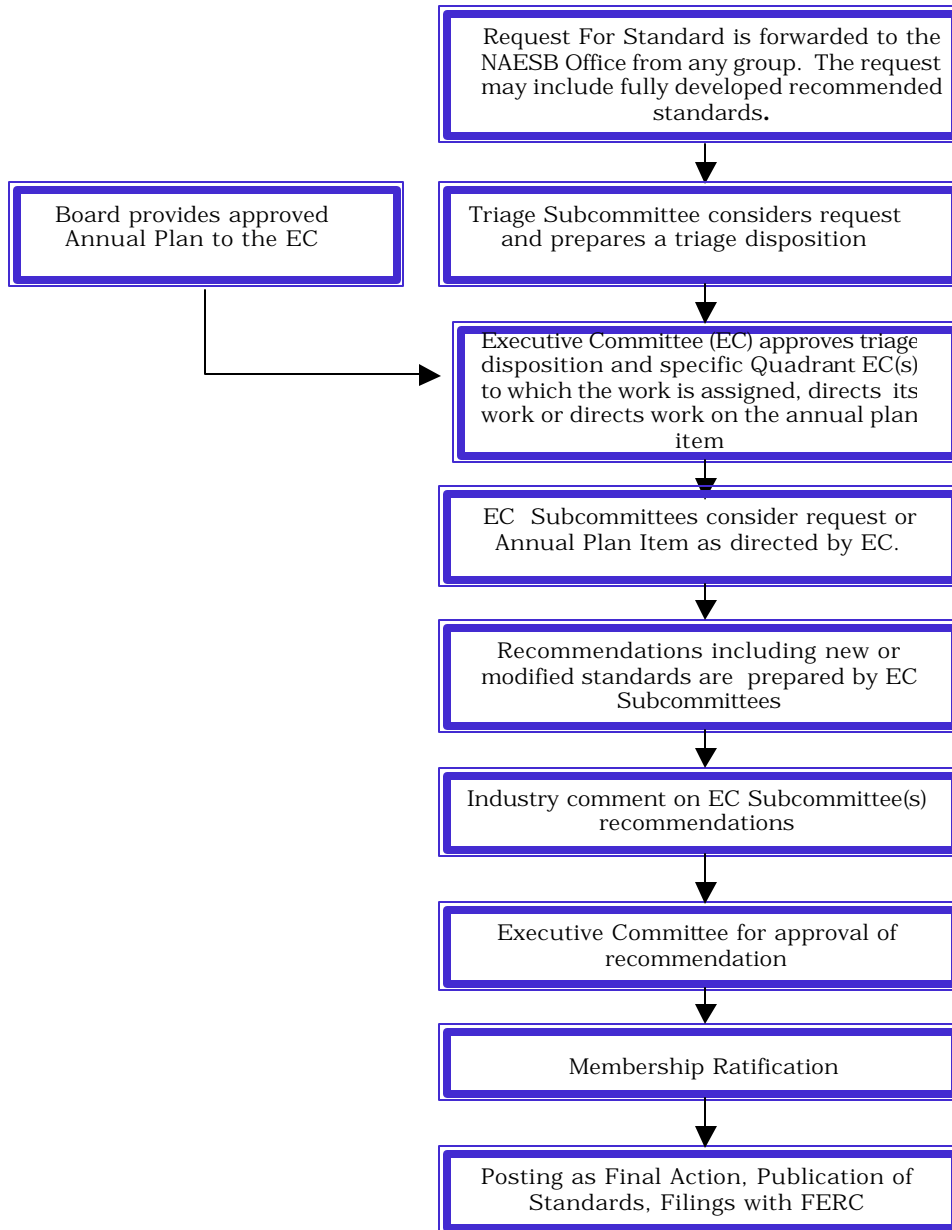 Request For Standard is forwarded to the
NAESB Office from any group. The request
may include fully developed recommended
standards.
Board provides approved
Annual Plan to the EC
Triage Subcommittee considers request
and prepares a triage disposition
Executive Committee (EC) approves triage
disposition and specific Quadrant EC(s)
to which the work is assigned, directs its
work or directs work on the annual plan
item
EC Subcommittees consider request or
Annual Plan Item as directed by EC.
Recommendations including new or
modified standards are prepared by EC
Subcommittees
Industry comment on EC Subcommittee(s)
recommendations
Executive Committee for approval of
recommendation
Membership Ratification
Posting as Final Action, Publication of
Standards, Filings with FERC